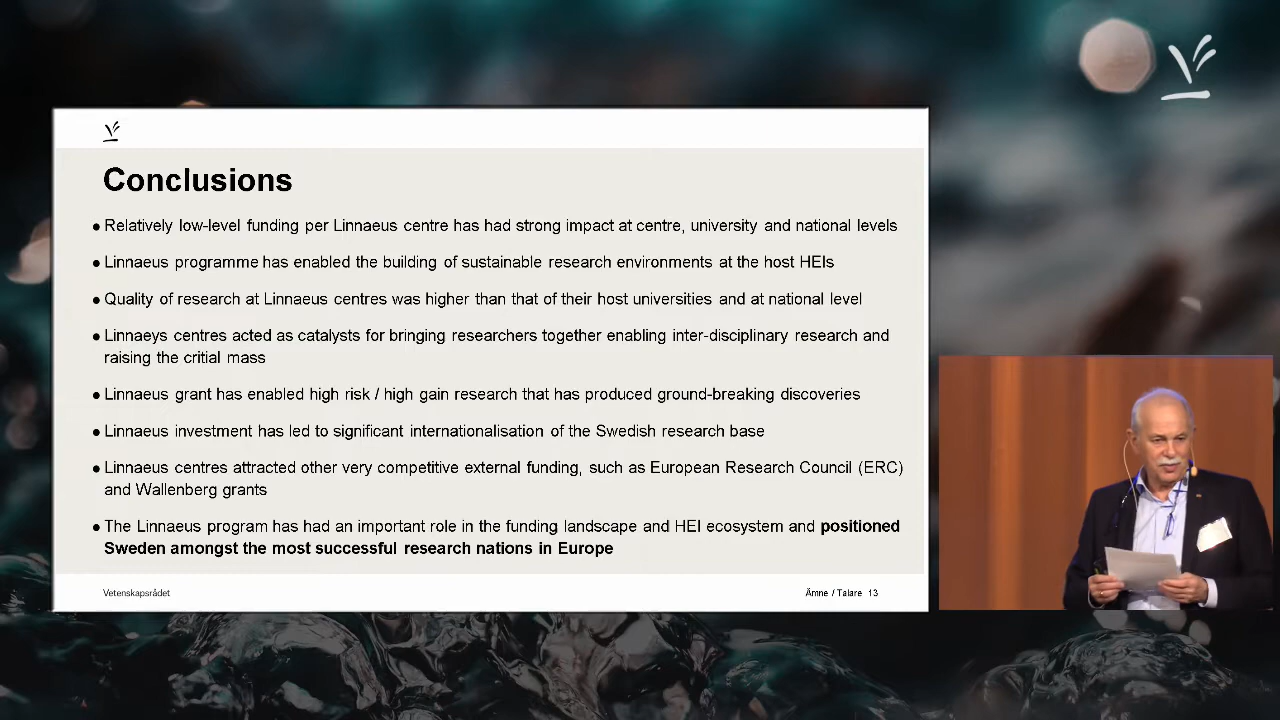 Conclusions
● Relatively low-level funding per Linnaeus centre has had strong impact at centre, university and national levels
● Linnaeus programme has enabled the building of sustainable research environments at the host HEIs
● Quality of research at Linnaeus centres was higher than that of their host universities and at national level
● Linnaeys centres acted as catalysts for bringing researchers together enabling inter-disciplinary research and
raising the critial mass
● Linnaeus grant has enabled high risk / high gain research that has produced ground-breaking discoveries
● Linnaeus investment has led to significant internationalisation of the Swedish research base
● Linnaeus centres attracted other very competitive external funding, such as European Research Council (ERC)
and Wallenberg grants
● The Linnaeus program has had an important role in the funding landscape and HEI ecosystem and positioned
Sweden amongst the most successful research nations in Europe
Vetenskapsrådet
Ämne / Talare 13